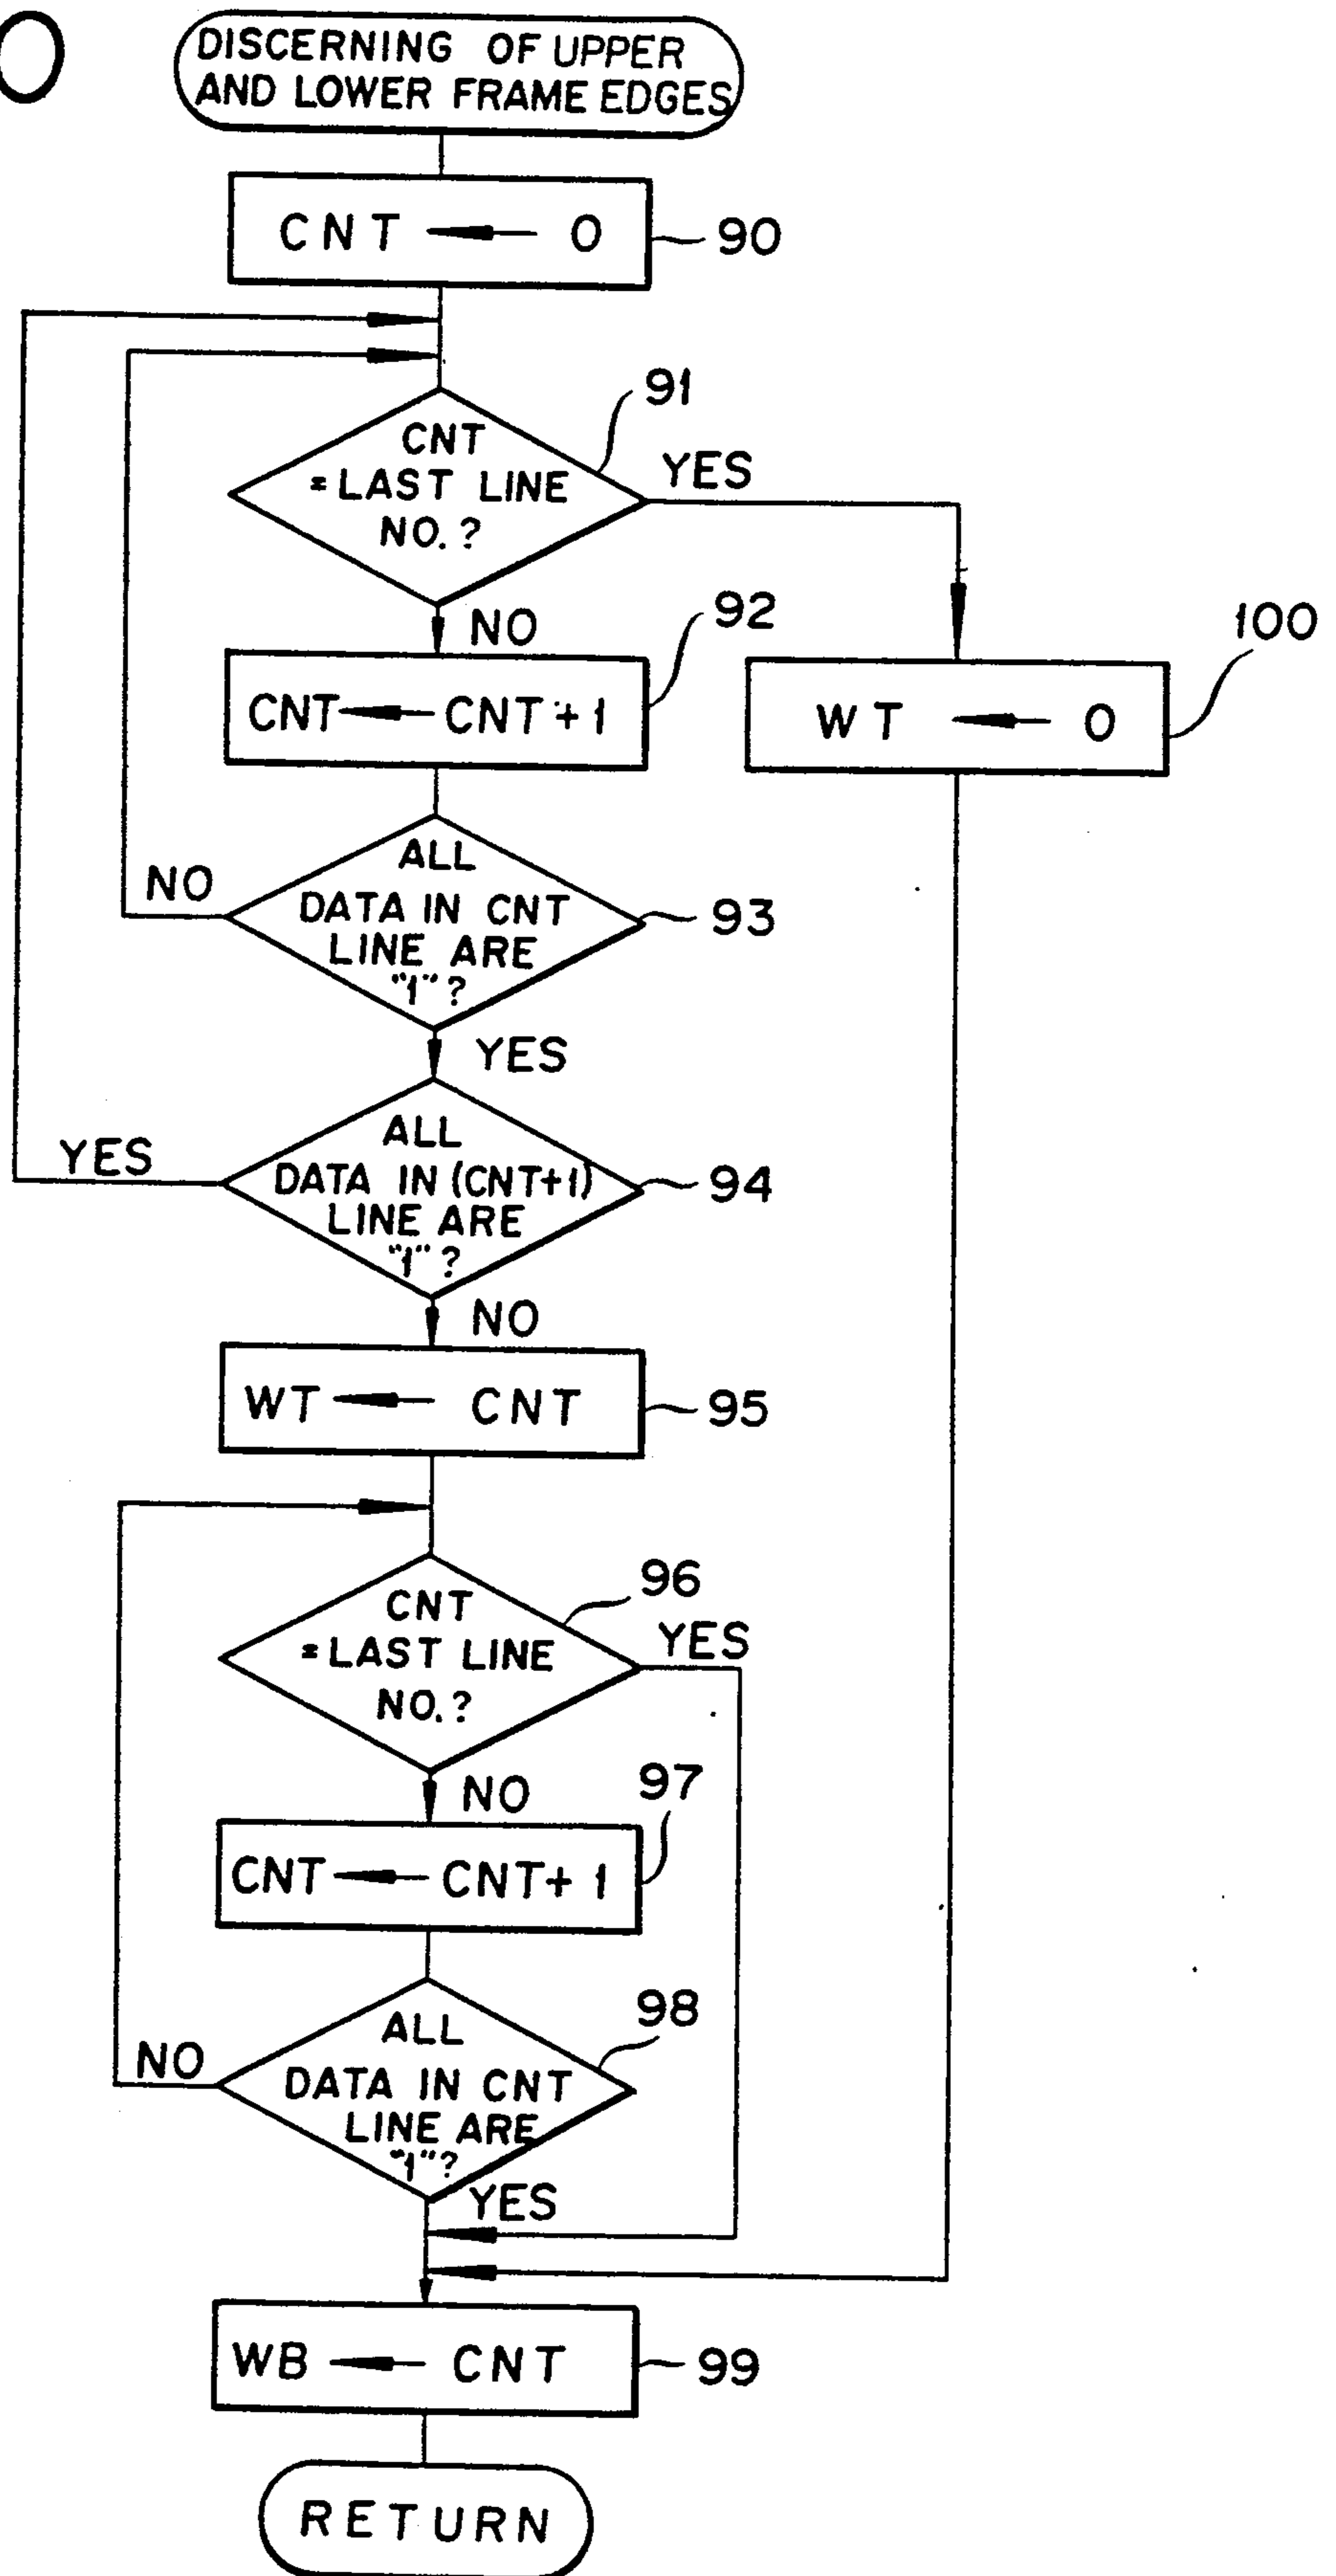 0
DISCERNING OF UPPER
AND LOWER FRAME EDGES
CNT ← 0
90
91
CNT
=LAST LINE
NO.?
YES
NO
92
CNT ← CNT+1
100
WT ← 0
ALL
DATA IN CNT
LINE ARE
"1"?
NO
93
YES
ALL
DATA IN (CNT+1)
LINE ARE
"1"?
YES
94
NO
WT ← CNT
95
96
CNT
=LAST LINE
NO.?
YES
NO
97
CNT ← CNT+1
98
ALL
DATA IN CNT
LINE ARE
"1"?
NO
YES
WB ← CNT
99
RETURN